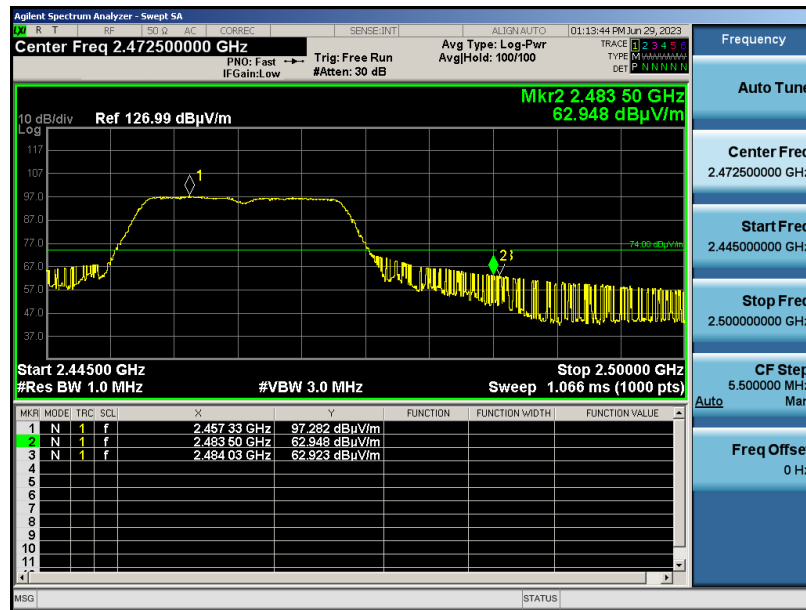 Agilent Spectrum Analyzer - Swept SA
LXI R T RF 50 Ω AC CORREC SENSE:INT ALIGN AUTO 01:13:44 PM Jun 29, 2023
Center Freq 2.472500000 GHz
PNO: Fast
IFGain:Low
Trig: Free Run
#Atten: 30 dB
Avg Type: Log-Pwr
Avg|Hold: 100/100
TRACE 1 2 3 4 5 6
TYPE M
DET P N N N N N
Mkr2 2.483 50 GHz
62.948 dBµV/m
10 dB/div Ref 126.99 dBµV/m
Log
117
107
97.0
87.0
77.0
67.0
57.0
47.0
37.0
1
74.00 dBµV/m
2
Start 2.44500 GHz Stop 2.50000 GHz
#Res BW 1.0 MHz #VBW 3.0 MHz Sweep 1.066 ms (1000 pts)
MKR MODE TRC SCL X Y FUNCTION FUNCTION WIDTH FUNCTION VALUE
1 N 1 f 2.457 33 GHz 97.282 dBµV/m
2 N 1 f 2.483 50 GHz 62.948 dBµV/m
3 N 1 f 2.484 03 GHz 62.923 dBµV/m
4
5
6
7
8
9
10
11
MSG STATUS
Frequency
Auto Tune
Center Freq
2.472500000 GHz
Start Freq
2.445000000 GHz
Stop Freq
2.500000000 GHz
CF Step
5.500000 MHz
Auto Man
Freq Offset
0 Hz